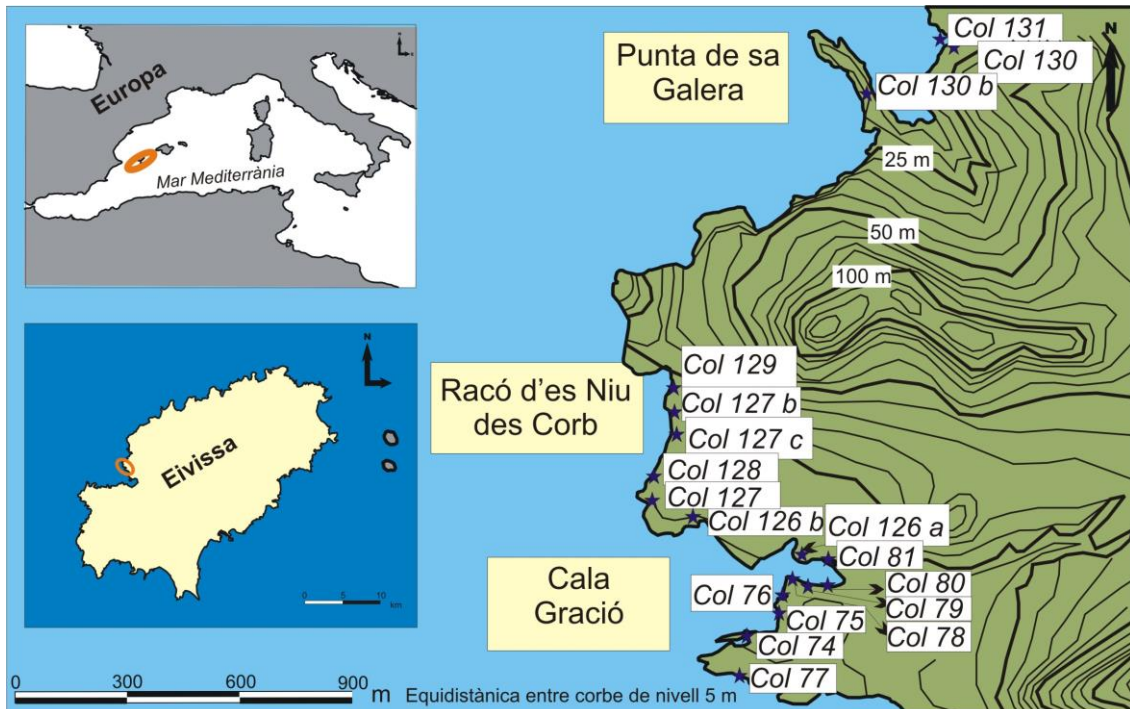 Europa
Mar Mediterrània
N
Eivissa
0 5 10
km
Punta de sa
Galera
Racó d'es Niu
des Corb
Cala
Gració
N
Col 131
Col 130
Col 130 b
25 m
50 m
100 m
Col 129
Col 127 b
Col 127 c
Col 128
Col 127
Col 126 b
Col 126 a
Col 81
Col 80
Col 79
Col 78
Col 76
Col 75
Col 74
Col 77
0 300 600 900
m Equidistànica entre corbe de nivell 5 m